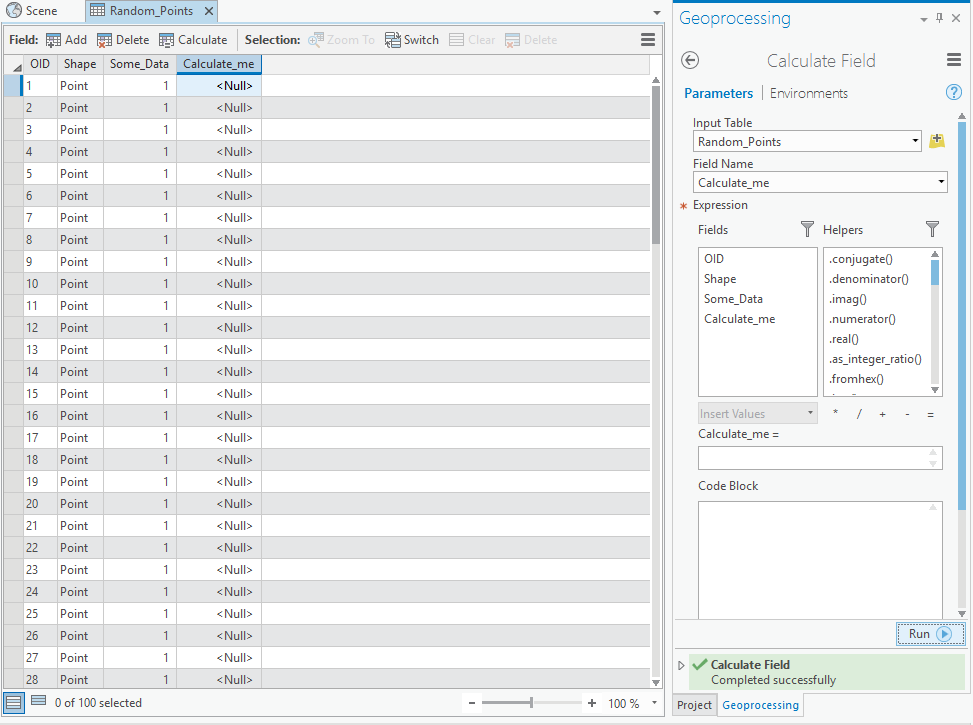 Scene Random_Points
Field: Add Delete Calculate Selection: Zoom To Switch Clear Delete
OID Shape Some_Data Calculate_me
1 Point 1 <Null>
2 Point 1 <Null>
3 Point 1 <Null>
4 Point 1 <Null>
5 Point 1 <Null>
6 Point 1 <Null>
7 Point 1 <Null>
8 Point 1 <Null>
9 Point 1 <Null>
10 Point 1 <Null>
11 Point 1 <Null>
12 Point 1 <Null>
13 Point 1 <Null>
14 Point 1 <Null>
15 Point 1 <Null>
16 Point 1 <Null>
17 Point 1 <Null>
18 Point 1 <Null>
19 Point 1 <Null>
20 Point 1 <Null>
21 Point 1 <Null>
22 Point 1 <Null>
23 Point 1 <Null>
24 Point 1 <Null>
25 Point 1 <Null>
26 Point 1 <Null>
27 Point 1 <Null>
28 Point 1 <Null>
0 of 100 selected - + 100 %
Geoprocessing
Calculate Field
Parameters | Environments
?
Input Table
Random_Points
Field Name
Calculate_me
* Expression
Fields Helpers
OID
Shape
Some_Data
Calculate_me
.conjugate()
.denominator()
.imag()
.numerator()
.real()
.as_integer_ratio()
.fromhex()
Insert Values * / + - =
Calculate_me =
Code Block
Run
Calculate Field
Completed successfully
Project Geoprocessing